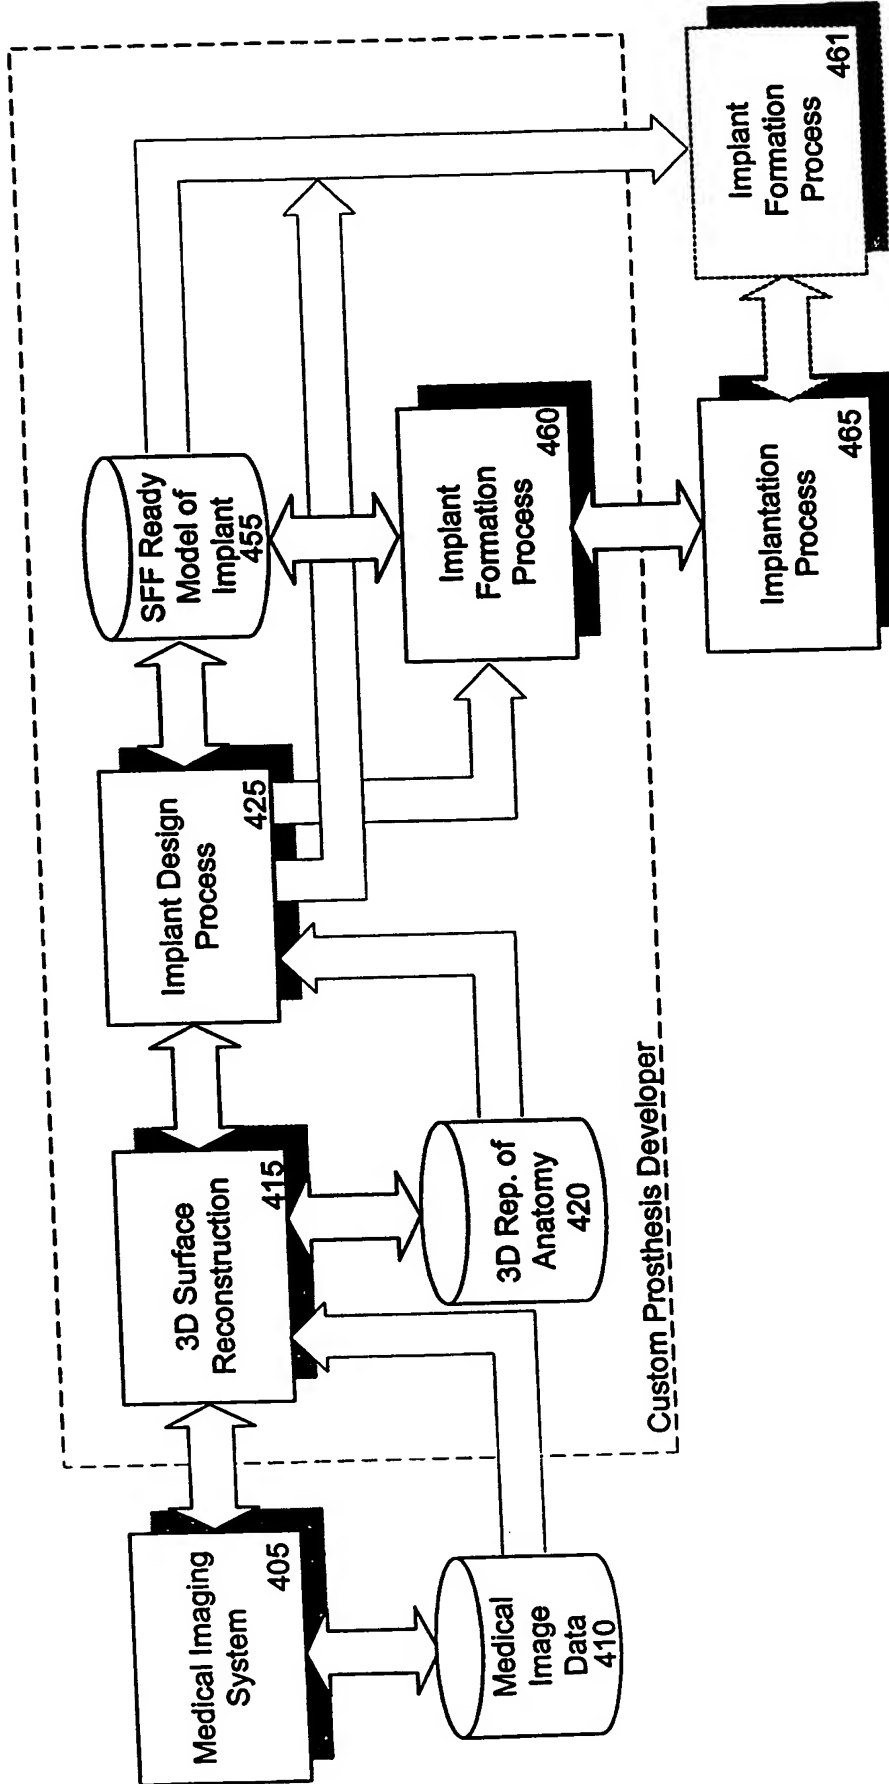 Medical Imaging
System
405
Medical
Image
Data
410
3D Surface
Reconstruction
415
3D Rep. of
Anatomy
420
Implant Design
Process
425
SFF Ready
Model of
Implant
455
Implant
Formation
Process
460
Custom Prosthesis Developer
Implantation
Process
465
Implant
Formation
Process
461